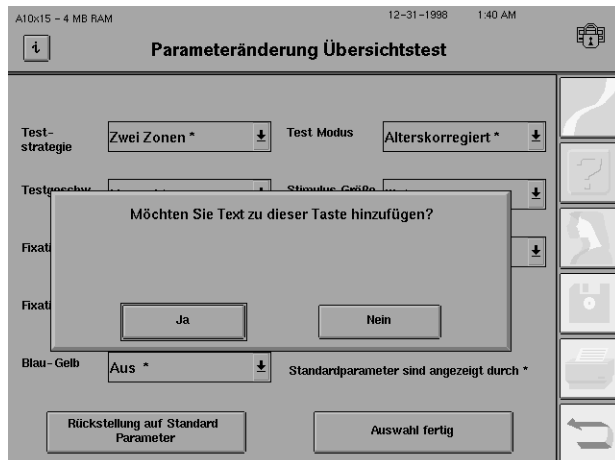 A10x15 – 4 MB RAM 12-31-1998 1:40 AM
i Parameteränderung Übersichtstest
Test-
strategie
Zwei Zonen *
Test Modus
Alterskorrigiert *
Möchten Sie Text zu dieser Taste hinzufügen?
Ja Nein
Blau-Gelb
Aus *
Standardparameter sind angezeigt durch *
Rückstellung auf Standard
Parameter
Auswahl fertig